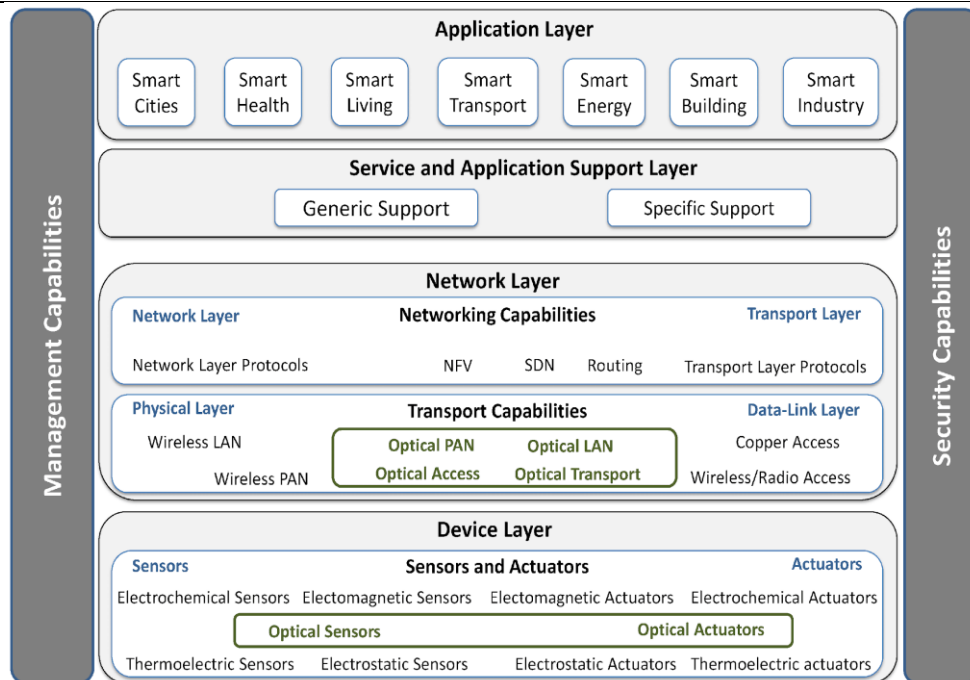 Management Capabilities
Application Layer
Smart Cities
Smart Health
Smart Living
Smart Transport
Smart Energy
Smart Building
Smart Industry
Service and Application Support Layer
Generic Support
Specific Support
Network Layer
Network Layer
Networking Capabilities
Transport Layer
Network Layer Protocols
NFV
SDN
Routing
Transport Layer Protocols
Physical Layer
Transport Capabilities
Data-Link Layer
Wireless LAN
Optical PAN
Optical LAN
Copper Access
Wireless PAN
Optical Access
Optical Transport
Wireless/Radio Access
Device Layer
Sensors
Sensors and Actuators
Actuators
Electrochemical Sensors
Electomagnetic Sensors
Electomagnetic Actuators
Electrochemical Actuators
Optical Sensors
Optical Actuators
Thermoelectric Sensors
Electrostatic Sensors
Electrostatic Actuators
Thermoelectric actuators
Security Capabilities